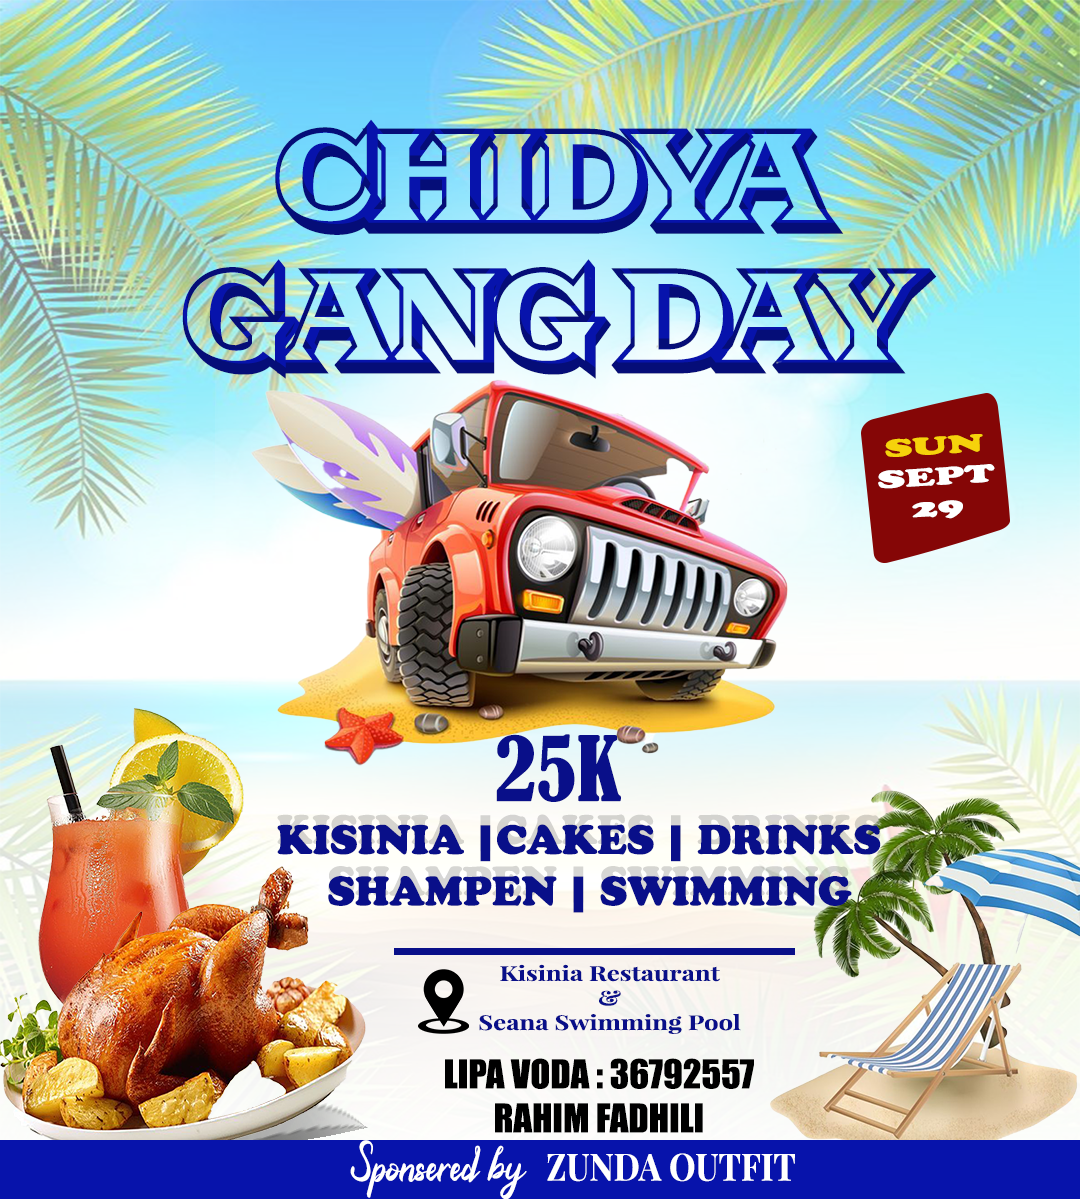 CHIDYA
GANG DAY
SUN
SEPT
29
25K
KISINIA |CAKES | DRINKS
SHAMPEN | SWIMMING
Kisinia Restaurant
&
Seana Swimming Pool
LIPA VODA : 36792557
RAHIM FADHILI
Sponsered by ZUNDA OUTFIT